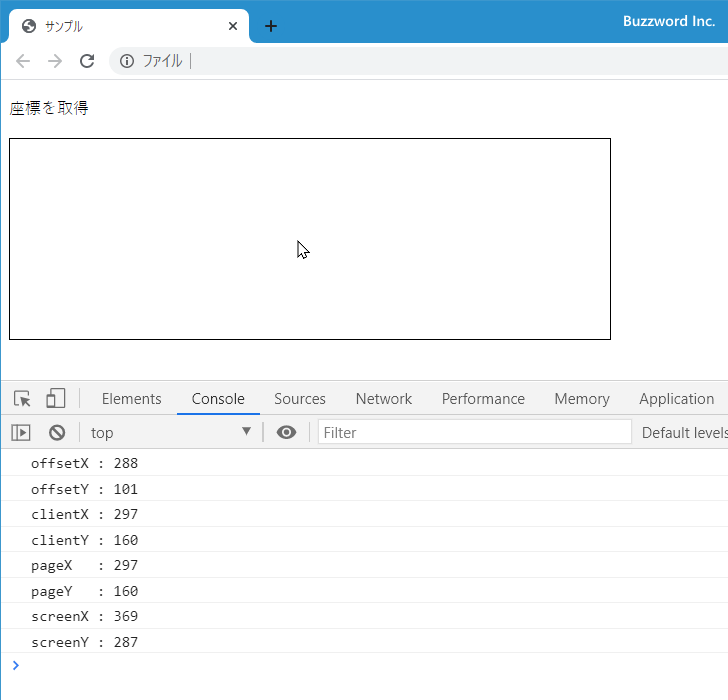 サンプル
Buzzword Inc.
ファイル
座標を取得
Elements Console Sources Network Performance Memory Application
top Filter Default levels
offsetX : 288
offsetY : 101
clientX : 297
clientY : 160
pageX : 297
pageY : 160
screenX : 369
screenY : 287